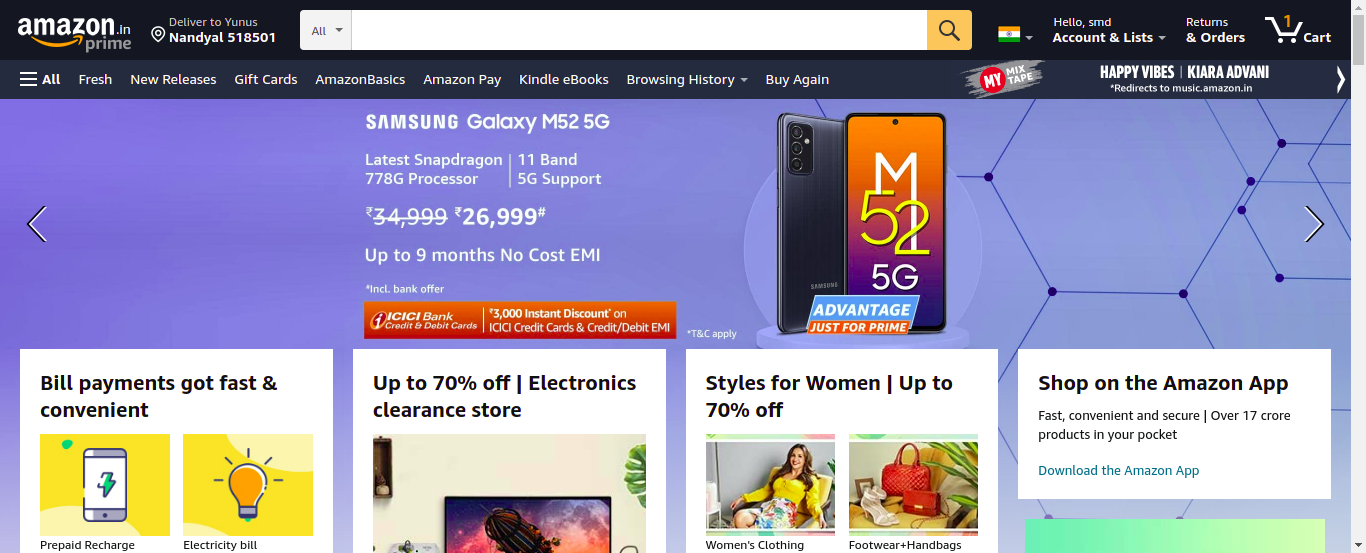 amazon.in
prime
Deliver to Yunus
Nandyal 518501
All
Hello, smd
Account & Lists
Returns
& Orders
1
Cart
All Fresh New Releases Gift Cards AmazonBasics Amazon Pay Kindle eBooks Browsing History Buy Again
MY MIX TAPE
HAPPY VIBES | KIARA ADVANI
*Redirects to music.amazon.in
SAMSUNG Galaxy M52 5G
Latest Snapdragon
778G Processor
11 Band
5G Support
₹34,999 ₹26,999#
Up to 9 months No Cost EMI
*Incl. bank offer
ICICI Bank
Credit & Debit Cards
₹3,000 Instant Discount* on
ICICI Credit Cards & Credit/Debit EMI
*T&C apply
SAMSUNG
M
52
5G
ADVANTAGE
JUST FOR PRIME
Bill payments got fast &
convenient
Prepaid Recharge
Electricity bill
Up to 70% off | Electronics
clearance store
Styles for Women | Up to
70% off
Women's Clothing
Footwear+Handbags
Shop on the Amazon App
Fast, convenient and secure | Over 17 crore
products in your pocket
Download the Amazon App